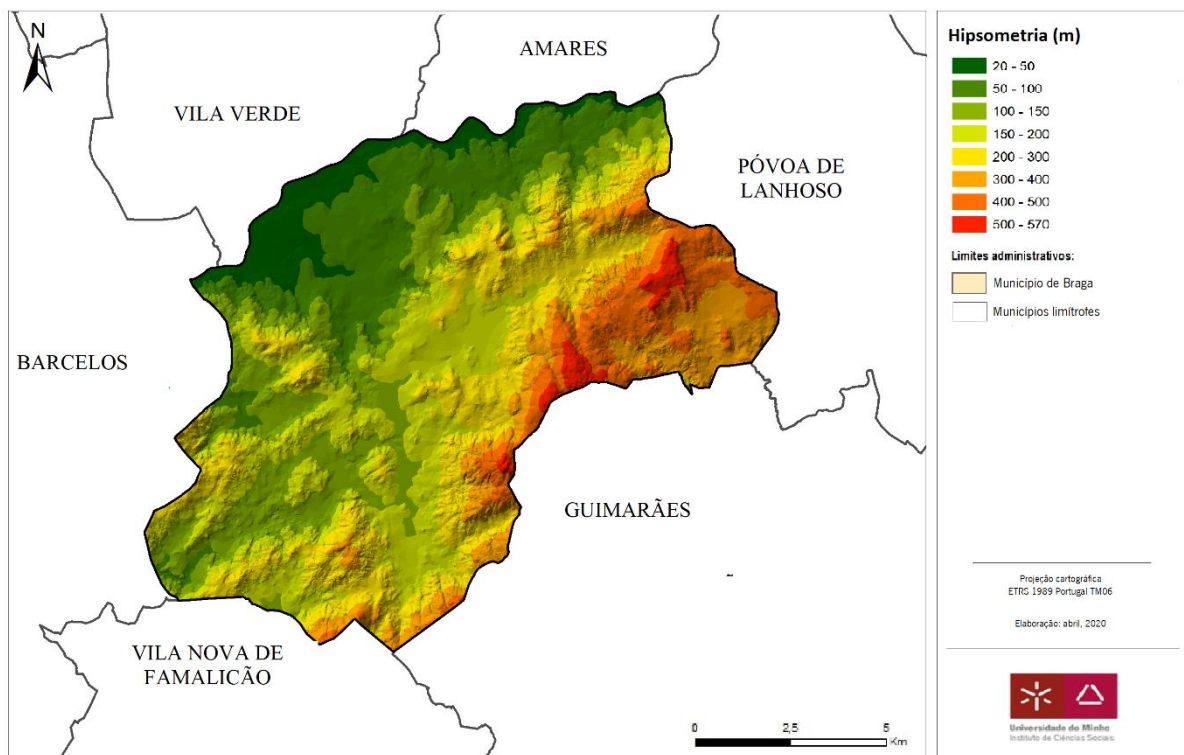 N
AMARES
VILA VERDE
PÓVOA DE
LANHOSO
BARCELOS
GUIMARÃES
VILA NOVA DE
FAMALICÃO
0 2,5 5
Km
Hipsometria (m)
20 - 50
50 - 100
100 - 150
150 - 200
200 - 300
300 - 400
400 - 500
500 - 570
Limites administrativos:
Município de Braga
Municípios limítrofes
Projeção cartográfica
ETRS 1989 Portugal TM06
Elaboração: abril, 2020
Universidade do Minho
Instituto de Ciências Sociais